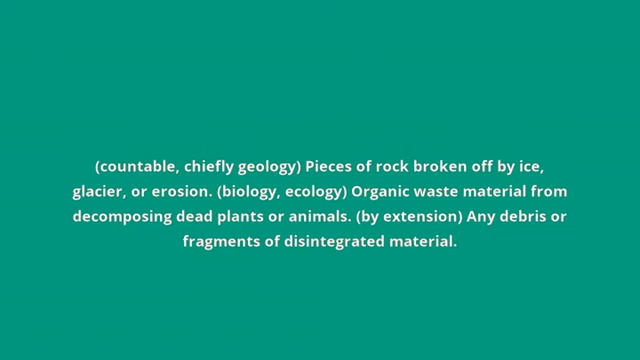 (countable, chiefly geology) Pieces of rock broken off by ice,
glacier, or erosion. (biology, ecology) Organic waste material from
decomposing dead plants or animals. (by extension) Any debris or
fragments of disintegrated material.